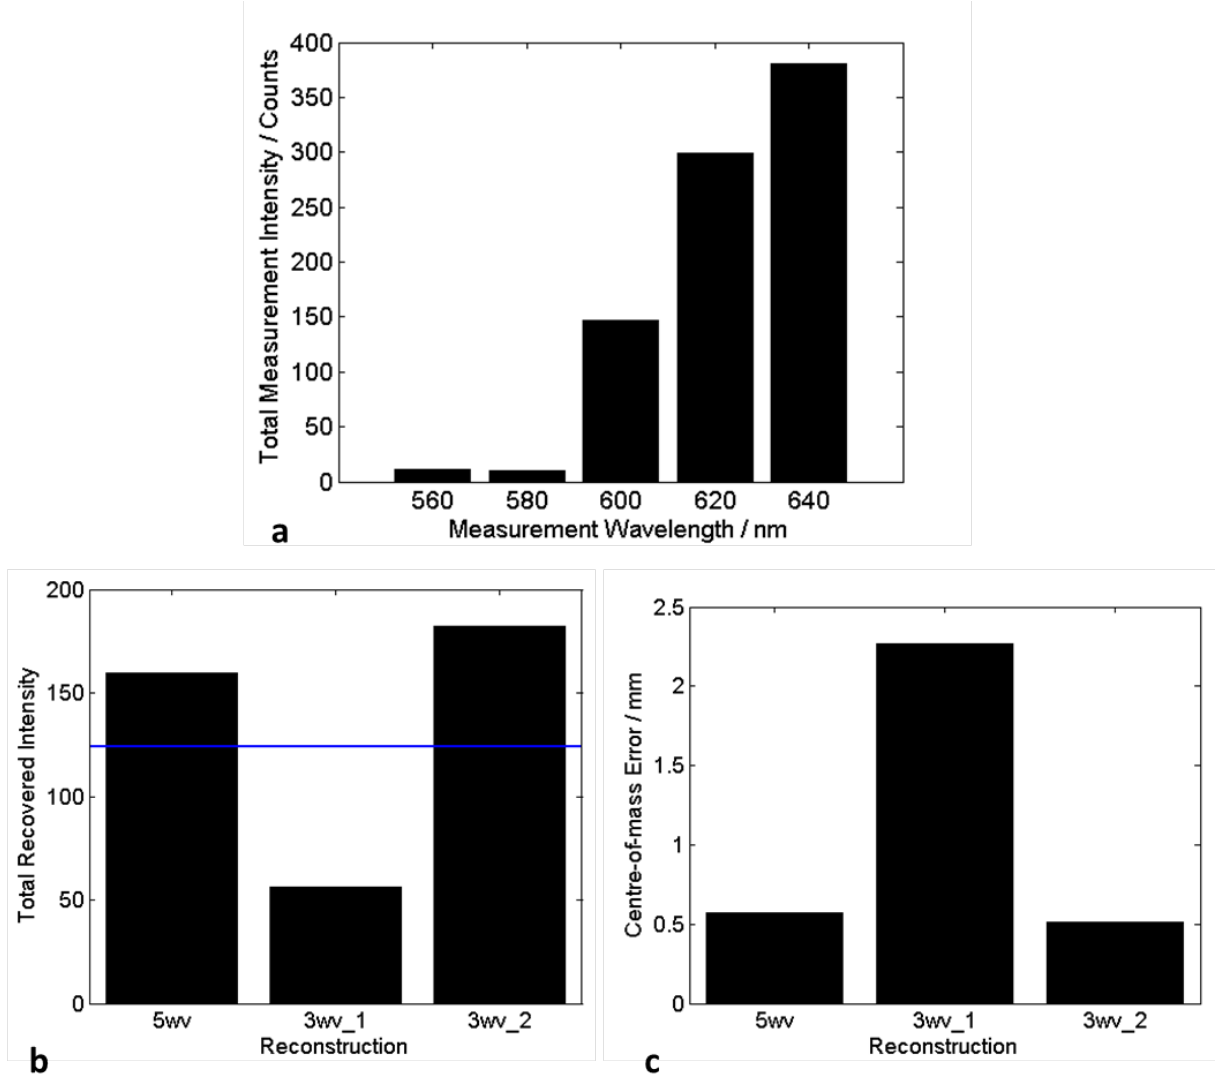 400
350
300
250
200
150
100
50
0
Total Measurement Intensity / Counts
560 580 600 620 640
Measurement Wavelength / nm
a
200
150
100
50
0
Total Recovered Intensity
5wv 3wv_1 3wv_2
Reconstruction
b
2.5
2
1.5
1
0.5
0
Centre-of-mass Error / mm
5wv 3wv_1 3wv_2
Reconstruction
c